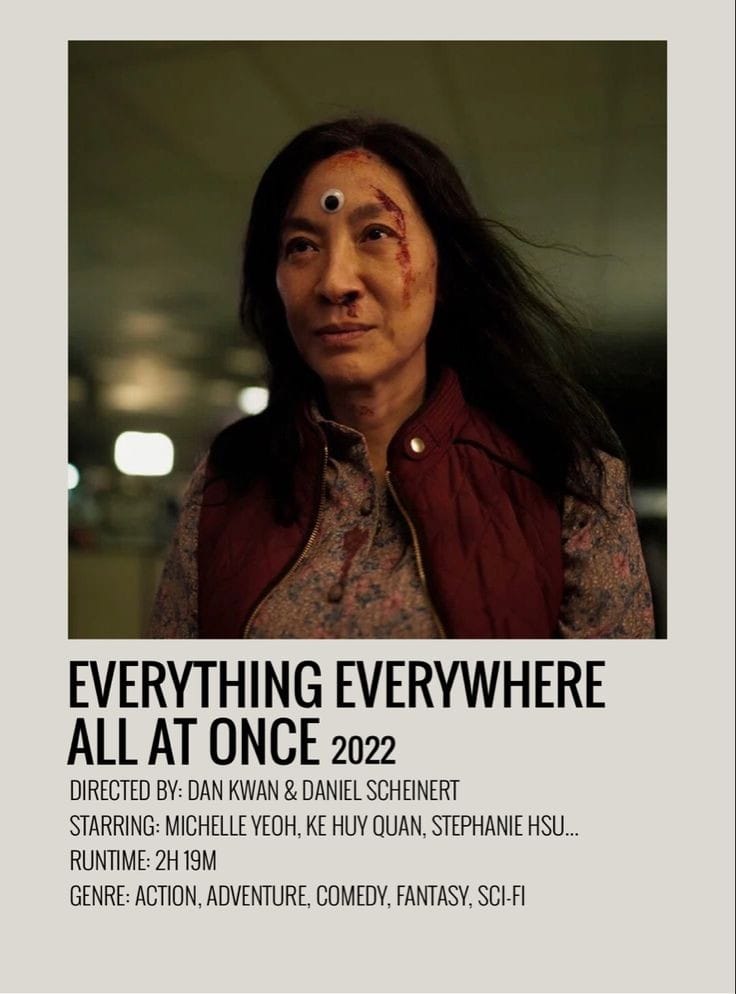 EVERYTHING EVERYWHERE
ALL AT ONCE 2022
DIRECTED BY: DAN KWAN & DANIEL SCHEINERT
STARRING: MICHELLE YEOH, KE HUY QUAN, STEPHANIE HSU...
RUNTIME: 2H 19M
GENRE: ACTION, ADVENTURE, COMEDY, FANTASY, SCI-FI